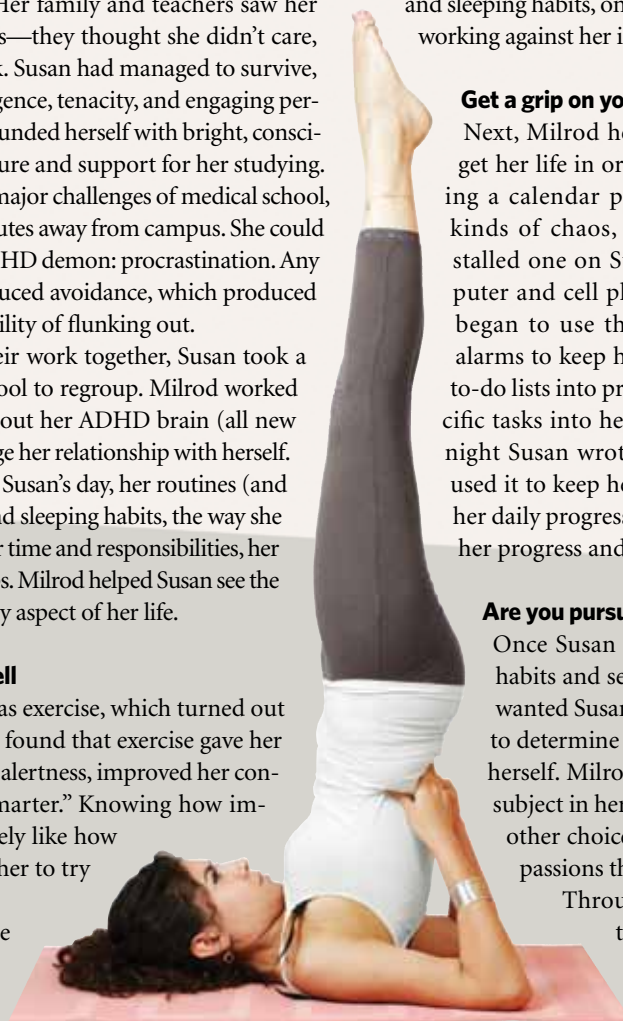 Her family and teachers saw her
s—they thought she didn't care,
k. Susan had managed to survive,
gence, tenacity, and engaging per-
unded herself with bright, consci-
ure and support for her studying.
major challenges of medical school,
utes away from campus. She could
HD demon: procrastination. Any
uced avoidance, which produced
ility of flunking out.
eir work together, Susan took a
ool to regroup. Milrod worked
out her ADHD brain (all new
ge her relationship with herself.
Susan's day, her routines (and
nd sleeping habits, the way she
r time and responsibilities, her
es. Milrod helped Susan see the
y aspect of her life.
ell
as exercise, which turned out
found that exercise gave her
alertness, improved her con-
marter." Knowing how im-
ely like how
her to try
e
and sleeping habits, on
working against her i
Get a grip on yo
Next, Milrod he
get her life in or
ing a calendar p
kinds of chaos,
stalled one on S
puter and cell pl
began to use th
alarms to keep h
to-do lists into pr
cific tasks into he
night Susan wrot
used it to keep he
her daily progress
her progress and
Are you pursu
Once Susan
habits and se
wanted Susan
to determine
herself. Milro
subject in her
other choice
passions th
Throu
t